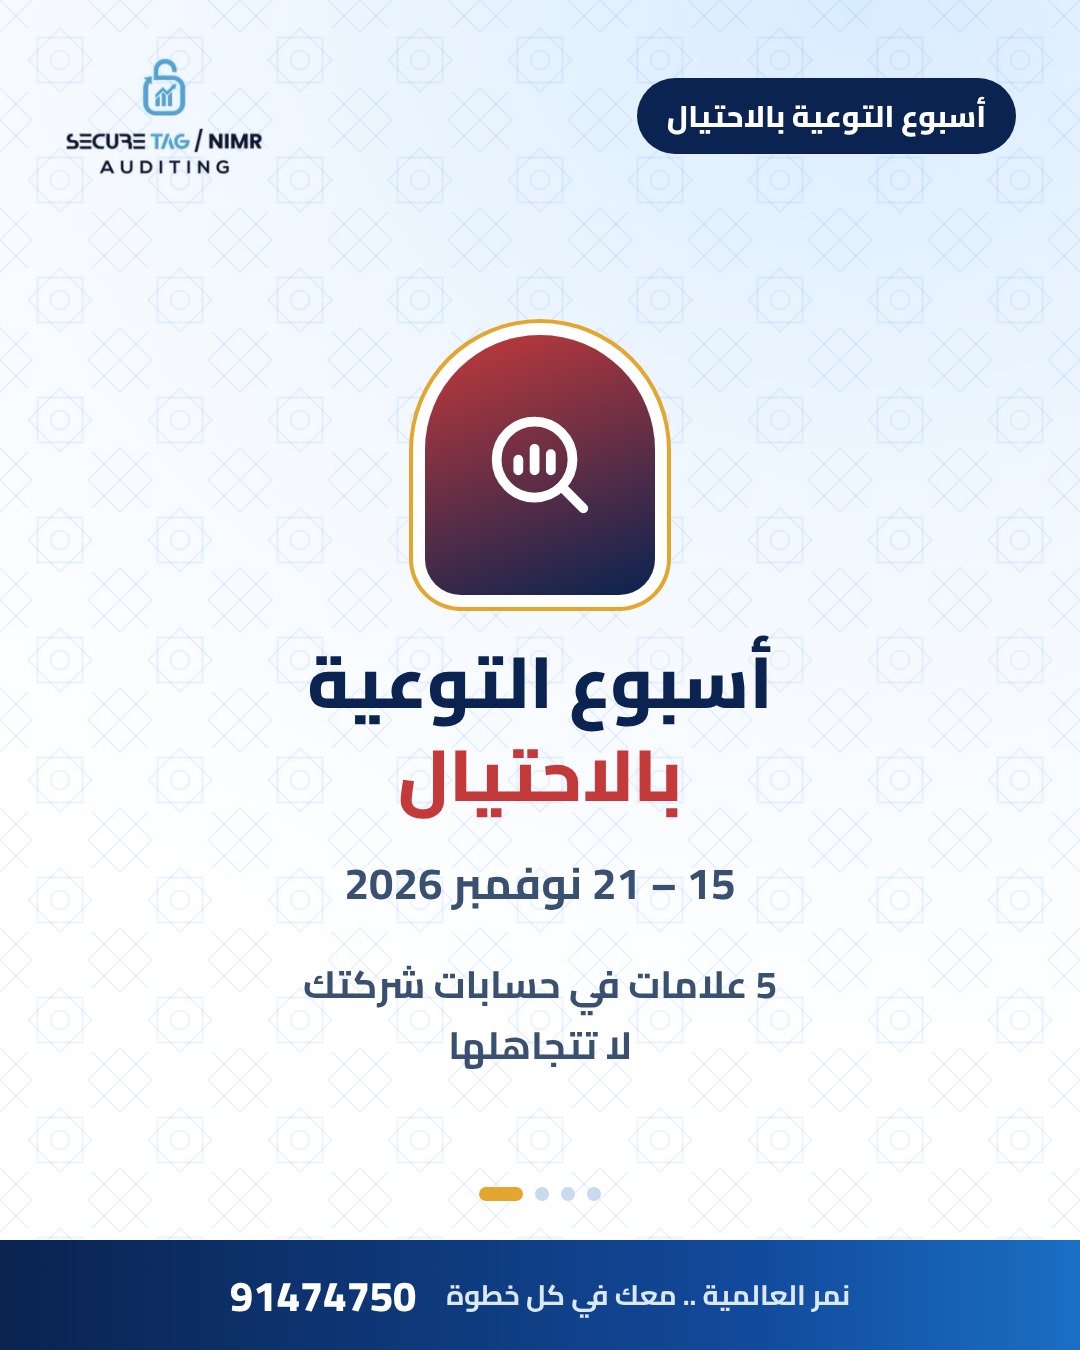 أسبوع التوعية بالاحتيال
SECURE TAG / NIMR
AUDITING
أسبوع التوعية
بالاحتيال
15 – 21 نوفمبر 2026
5 علامات في حسابات شركتك
لا تتجاهلها
نمر العالمية .. معك في كل خطوة 91474750